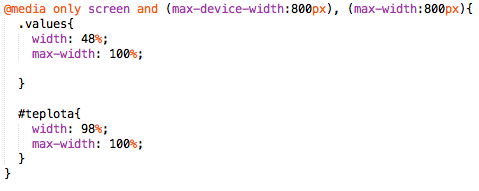 @media only screen and (max-device-width:800px), (max-width:800px){
  .values{
    width: 48%;
    max-width: 100%;

  }

  #teplota{
    width: 98%;
    max-width: 100%;
  }
}